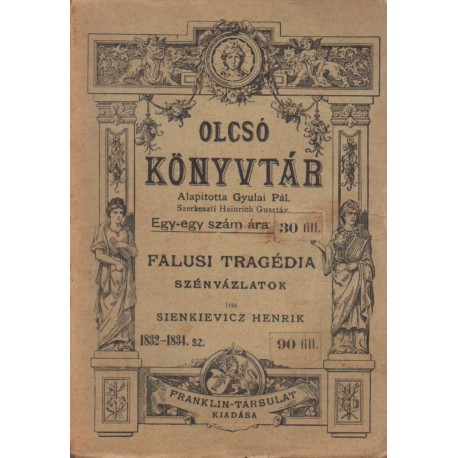 OLCSÓ
KÖNYVTÁR
Alapitotta Gyulai Pál.
Szerkeszti Heinrich Gusztáv.
Egy-egy szám ára 30 fill.
FALUSI TRAGÉDIA
SZÉNVÁZLATOK
Irta
SIENKIEVICZ HENRIK
1832–1834. sz. 90 fill.
FRANKLIN-TÁRSULAT
KIADÁSA